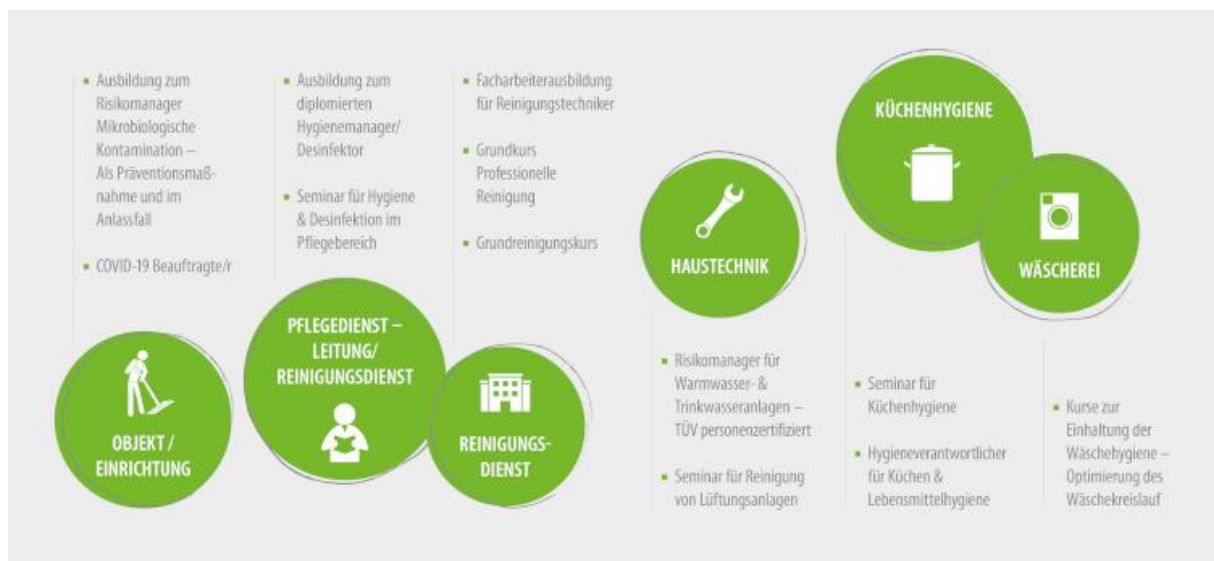 ▪ Ausbildung zum
Risikomanager
Mikrobiologische
Kontamination –
Als Präventionsmaß-
nahme und im
Anlassfall
▪ COVID-19 Beauftragte/r
OBJEKT /
EINRICHTUNG
▪ Ausbildung zum
diplomierten
Hygienemanager/
Desinfektor
▪ Seminar für Hygiene
& Desinfektion im
Pflegebereich
PFLEGEDIENST –
LEITUNG/
REINIGUNGSDIENST
▪ Facharbeiterausbildung
für Reinigungstechniker
▪ Grundkurs
Professionelle
Reinigung
▪ Grundreinigungskurs
REINIGUNGS-
DIENST
HAUSTECHNIK
▪ Risikomanager für
Warmwasser- &
Trinkwasseranlagen –
TÜV personenzertifiziert
▪ Seminar für Reinigung
von Lüftungsanlagen
KÜCHENHYGIENE
▪ Seminar für
Küchenhygiene
▪ Hygieneverantwortlicher
für Küchen &
Lebensmittelhygiene
WÄSCHEREI
▪ Kurse zur
Einhaltung der
Wäschehygiene –
Optimierung des
Wäschekreislauf